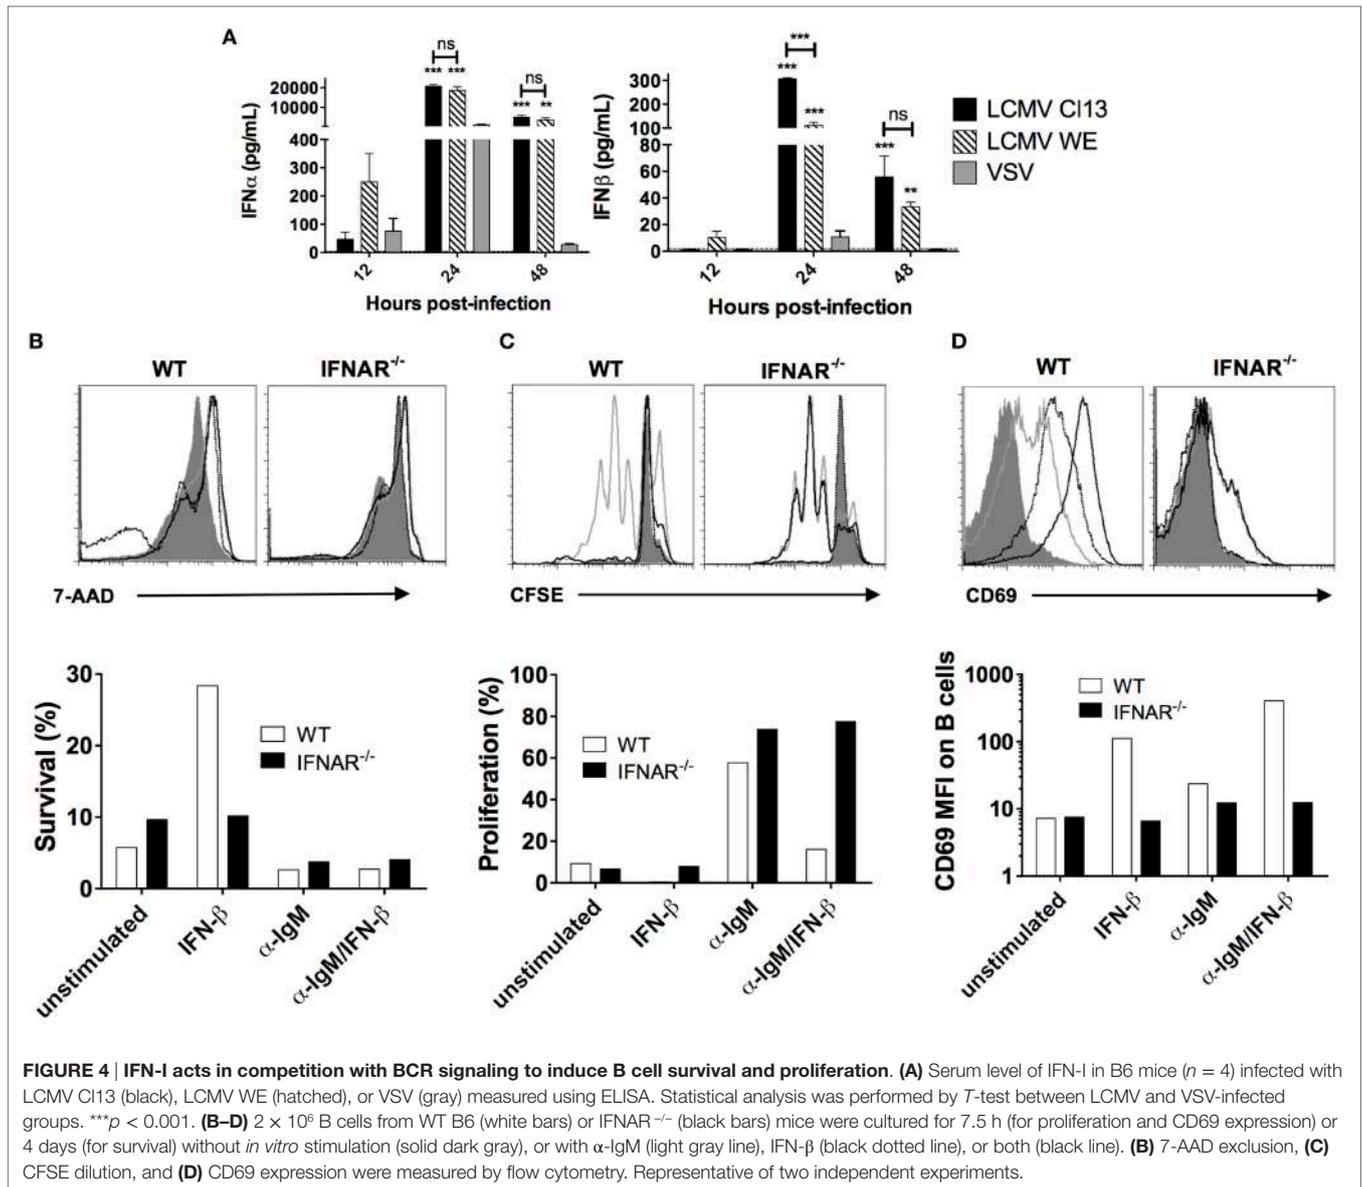 A
ns
*** ***
ns
*** **
20000
10000
400
300
200
100
0
IFNα (pg/mL)
12
24
48
Hours post-infection
***
***
***
ns
***
**
300
200
100
80
60
40
20
0
IFNβ (pg/mL)
12
24
48
Hours post-infection
LCMV Cl13
LCMV WE
VSV
B
WT
IFNAR-/-
7-AAD
C
WT
IFNAR-/-
CFSE
D
WT
IFNAR-/-
CD69
30
20
10
0
Survival (%)
WT
IFNAR-/-
unstimulated
IFN-β
α-IgM
α-IgM/IFN-β
100
80
60
40
20
0
Proliferation (%)
WT
IFNAR-/-
unstimulated
IFN-β
α-IgM
α-IgM/IFN-β
1000
100
10
1
CD69 MFI on B cells
WT
IFNAR-/-
unstimulated
IFN-β
α-IgM
α-IgM/IFN-β
FIGURE 4 | IFN-I acts in competition with BCR signaling to induce B cell survival and proliferation. (A) Serum level of IFN-I in B6 mice (n = 4) infected with
LCMV Cl13 (black), LCMV WE (hatched), or VSV (gray) measured using ELISA. Statistical analysis was performed by T-test between LCMV and VSV-infected
groups. ***p < 0.001. (B–D) 2 × 10⁶ B cells from WT B6 (white bars) or IFNAR −/− (black bars) mice were cultured for 7.5 h (for proliferation and CD69 expression) or
4 days (for survival) without in vitro stimulation (solid dark gray), or with α-IgM (light gray line), IFN-β (black dotted line), or both (black line). (B) 7-AAD exclusion, (C)
CFSE dilution, and (D) CD69 expression were measured by flow cytometry. Representative of two independent experiments.